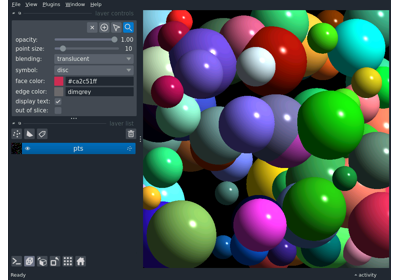 File View Plugins Window Help
layer controls
opacity: 1.00
point size: 10
blending: translucent
symbol: disc
face color: #ca2c51ff
edge color: dimgrey
display text:
out of slice:
layer list
pts
Ready
activity